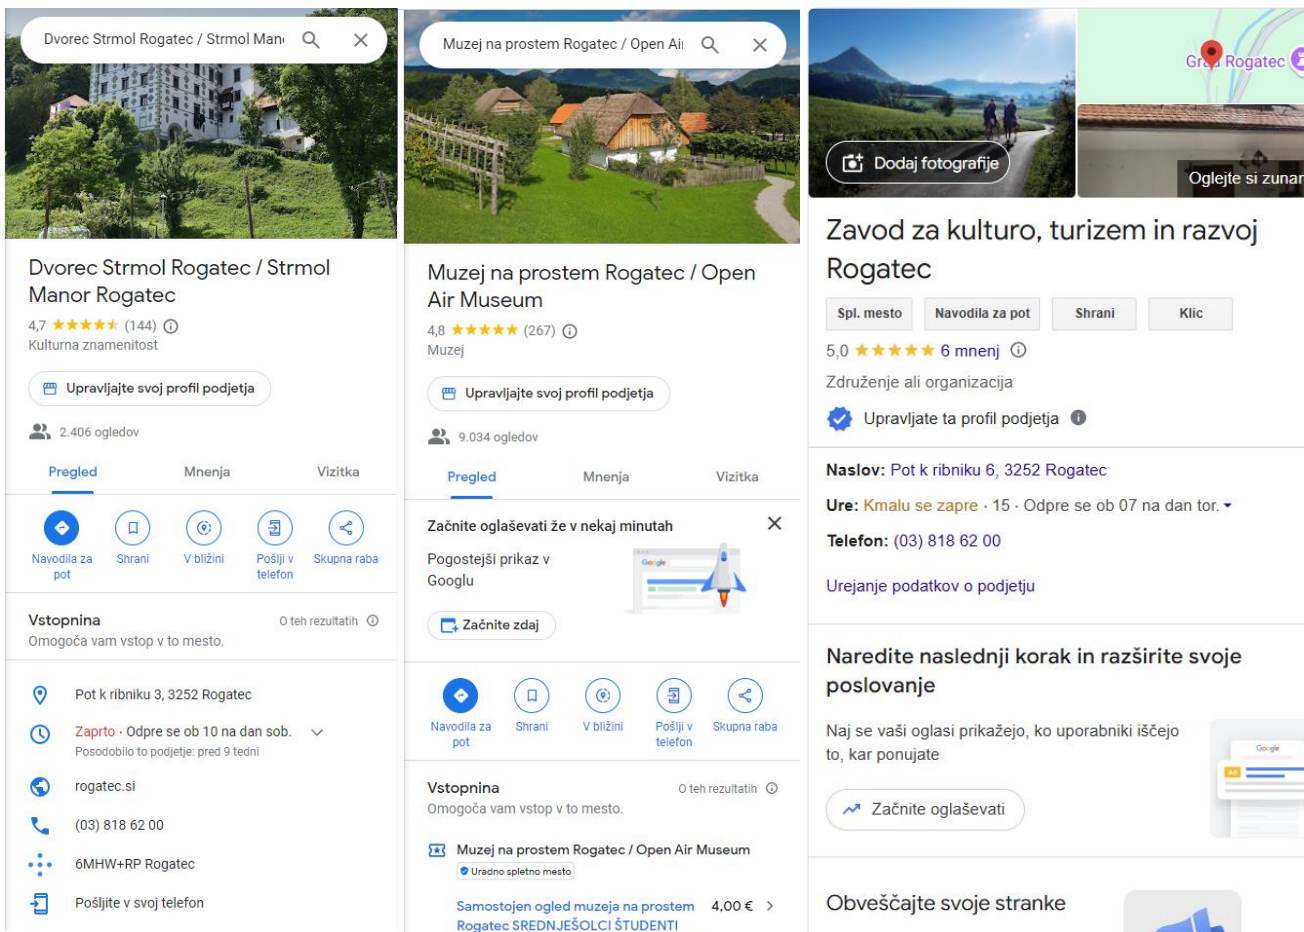 Dvorec Strmol Rogatec / Strmol Man
Dvorec Strmol Rogatec / Strmol
Manor Rogatec
4,7 (144)
Kulturna znamenitost
Upravljajte svoj profil podjetja
2.406 ogledov
Pregled Mnenja Vizitka
Navodila za pot Shrani V bližini Pošlji v telefon Skupna raba
Vstopnina O teh rezultatih
Omogoča vam vstop v to mesto.
Pot k ribniku 3, 3252 Rogatec
Zaprto · Odpre se ob 10 na dan sob.
Posodobilo to podjetje: pred 9 tedni
rogatec.si
(03) 818 62 00
6MHW+RP Rogatec
Pošljite v svoj telefon
Muzej na prostem Rogatec / Open Ai
Muzej na prostem Rogatec / Open
Air Museum
4,8 (267)
Muzej
Upravljajte svoj profil podjetja
9.034 ogledov
Pregled Mnenja Vizitka
Začnite oglaševati že v nekaj minutah
Pogostejši prikaz v
Googlu
Google
Začnite zdaj
Navodila za pot Shrani V bližini Pošlji v telefon Skupna raba
Vstopnina O teh rezultatih
Omogoča vam vstop v to mesto.
Muzej na prostem Rogatec / Open Air Museum
Uradno spletno mesto
Samostojen ogled muzeja na prostem 4,00 €
Rogatec SREDNJEŠOLCI ŠTUDENTI
Dodaj fotografije
Grad Rogatec
Oglejte si zunan
Zavod za kulturo, turizem in razvoj
Rogatec
Spl. mesto Navodila za pot Shrani Klic
5,0 6 mnenj
Združenje ali organizacija
Upravljate ta profil podjetja
Naslov: Pot k ribniku 6, 3252 Rogatec
Ure: Kmalu se zapre · 15 · Odpre se ob 07 na dan tor.
Telefon: (03) 818 62 00
Urejanje podatkov o podjetju
Naredite naslednji korak in razširite svoje
poslovanje
Naj se vaši oglasi prikažejo, ko uporabniki iščejo
to, kar ponujate
Google
Ad
Začnite oglaševati
Obveščajte svoje stranke